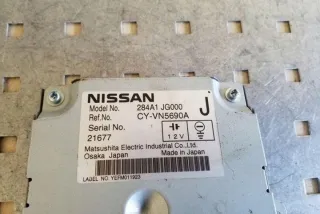 NISSAN
Model No. 284A1 JG000 J
Ref.No. CY-VN5690A
Serial No.
21677 12V
Matsushita Electric Industrial Co.,Ltd.
Osaka Japan Made in Japan
LABEL NO. YEFM011923